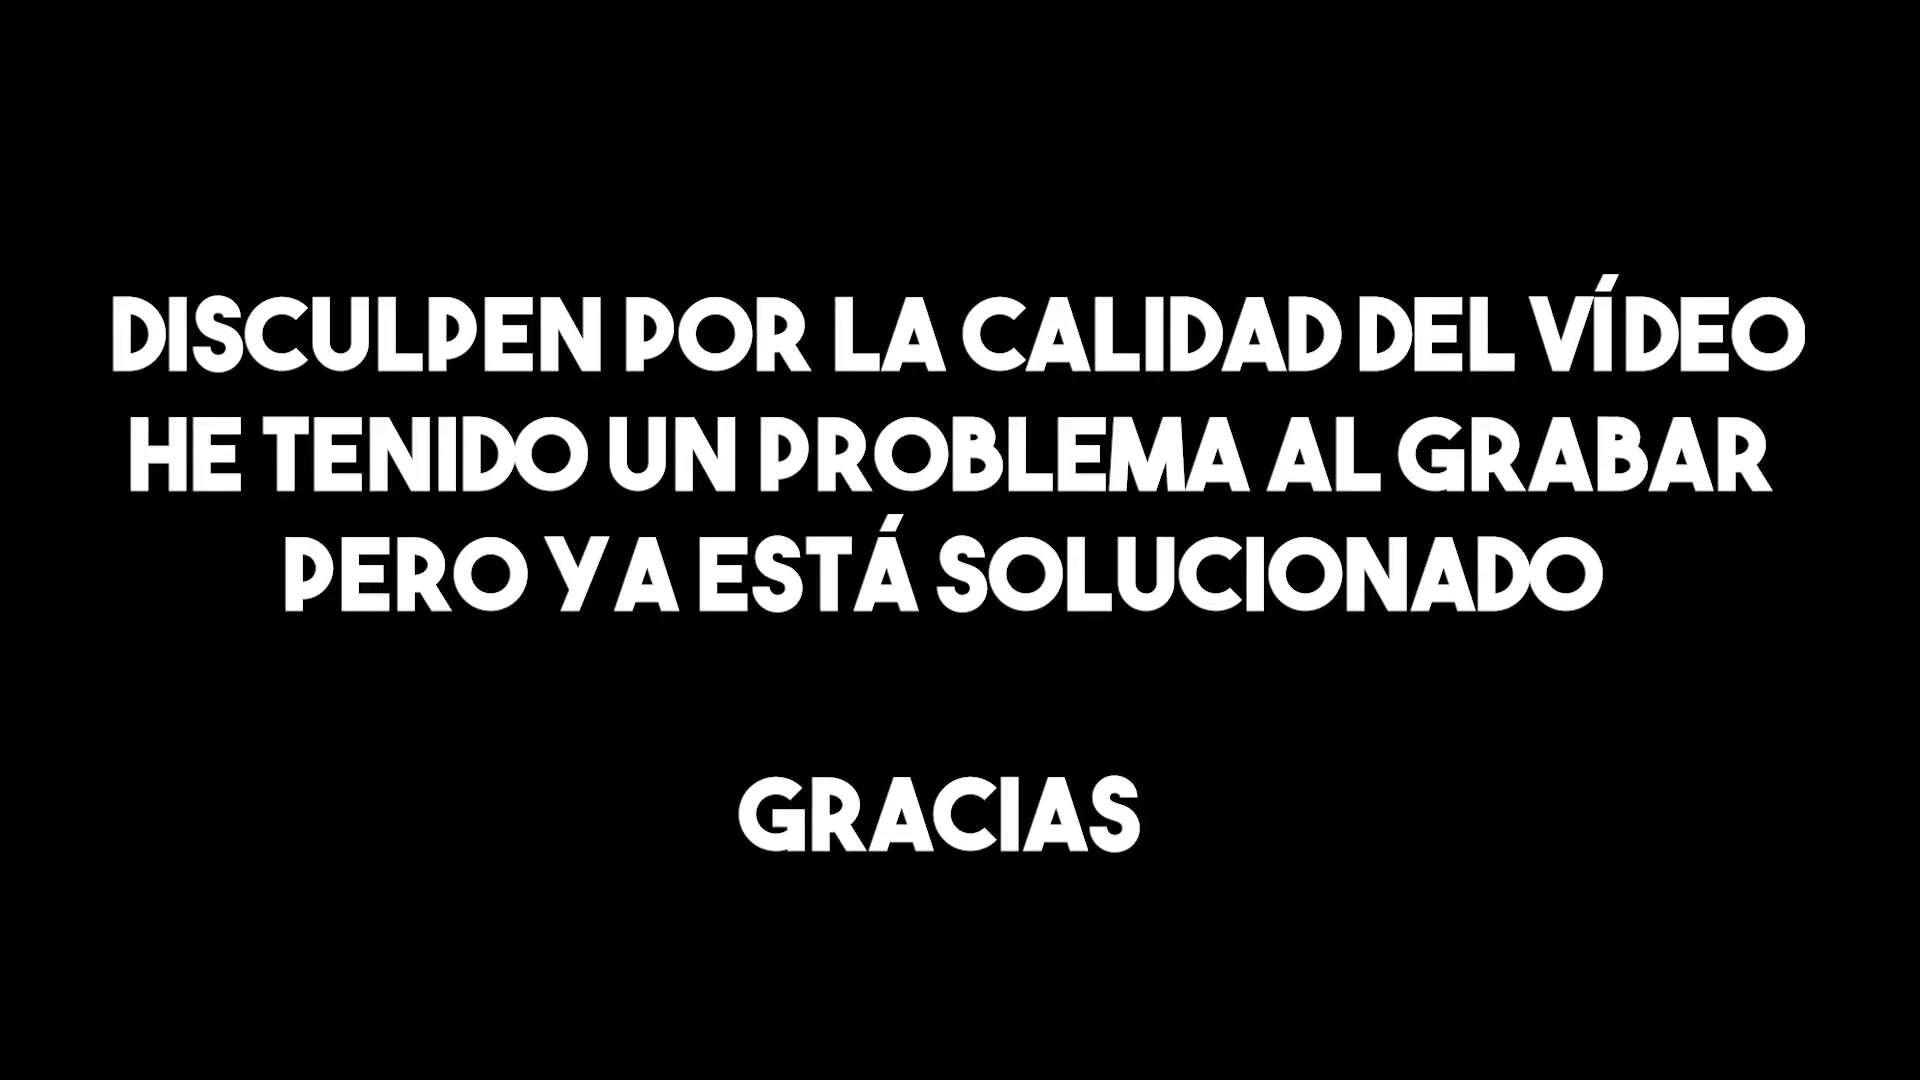 DISCULPEN POR LA CALIDAD DEL VÍDEO
HE TENIDO UN PROBLEMA AL GRABAR
PERO YA ESTÁ SOLUCIONADO
GRACIAS